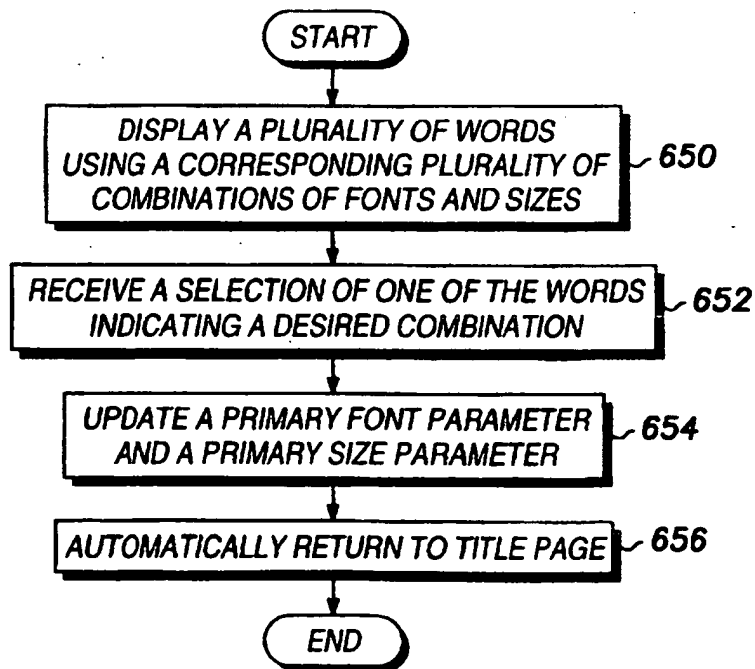 START
DISPLAY A PLURALITY OF WORDS
USING A CORRESPONDING PLURALITY OF
COMBINATIONS OF FONTS AND SIZES
650
RECEIVE A SELECTION OF ONE OF THE WORDS
INDICATING A DESIRED COMBINATION
652
UPDATE A PRIMARY FONT PARAMETER
AND A PRIMARY SIZE PARAMETER
654
AUTOMATICALLY RETURN TO TITLE PAGE
656
END